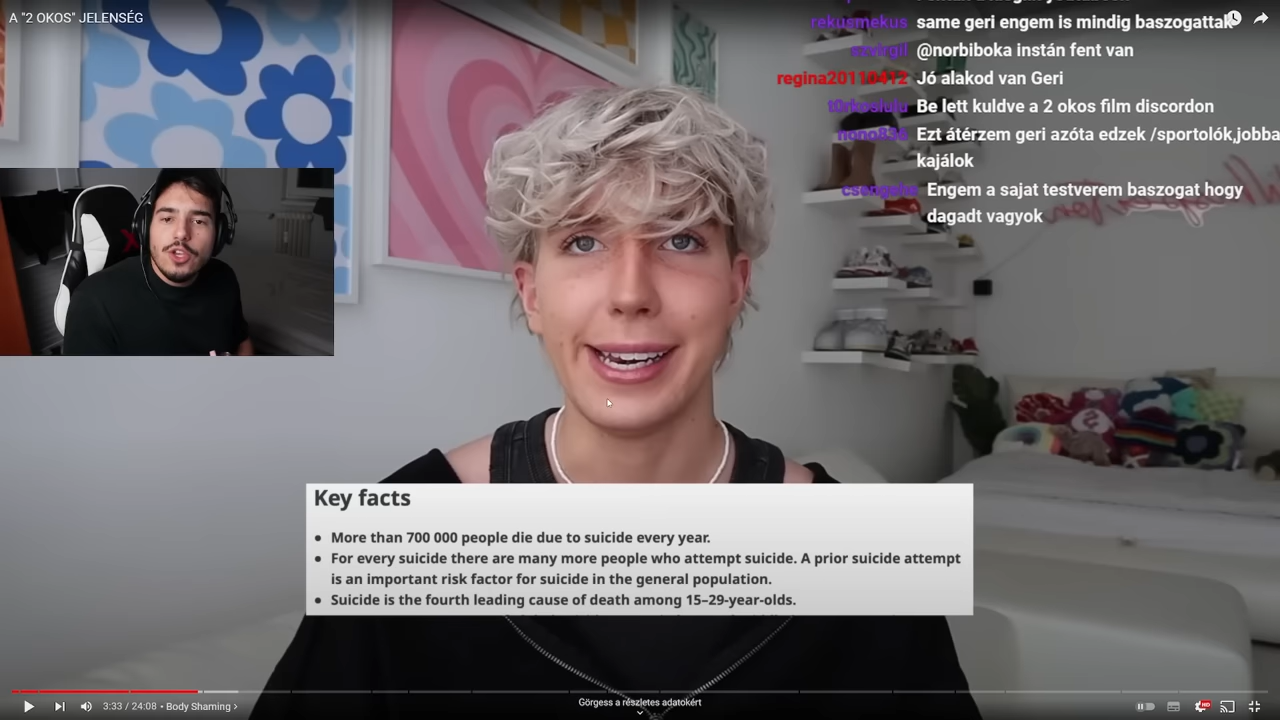 A "2 OKOS" JELENSÉG
rekusmekus same geri engem is mindig baszogattak
@norbiboka instán fent van
regina20110412 Jó alakod van Geri
Be lett kuldve a 2 okos film discordon
nono836 Ezt átérzem geri azóta edzek /sportolók,jobba
kajálok
Engem a sajat testverem baszogat hogy
dagadt vagyok
Key facts
• More than 700 000 people die due to suicide every year.
• For every suicide there are many more people who attempt suicide. A prior suicide attempt
is an important risk factor for suicide in the general population.
• Suicide is the fourth leading cause of death among 15–29-year-olds.
3:33 / 24:08 • Body Shaming
Görgess a részletes adatokért
HD